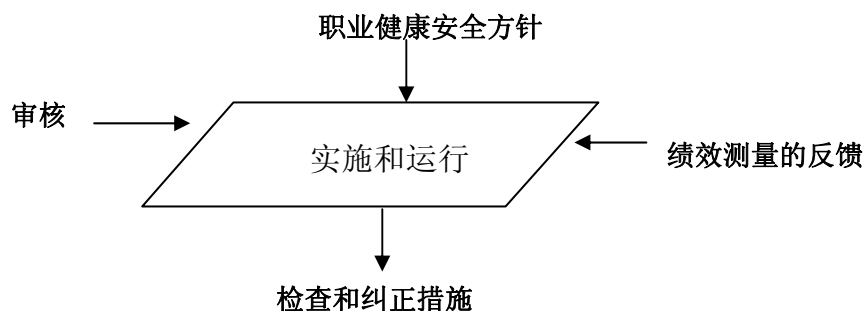 职业健康安全方针
审核
实施和运行
绩效测量的反馈
检查和纠正措施